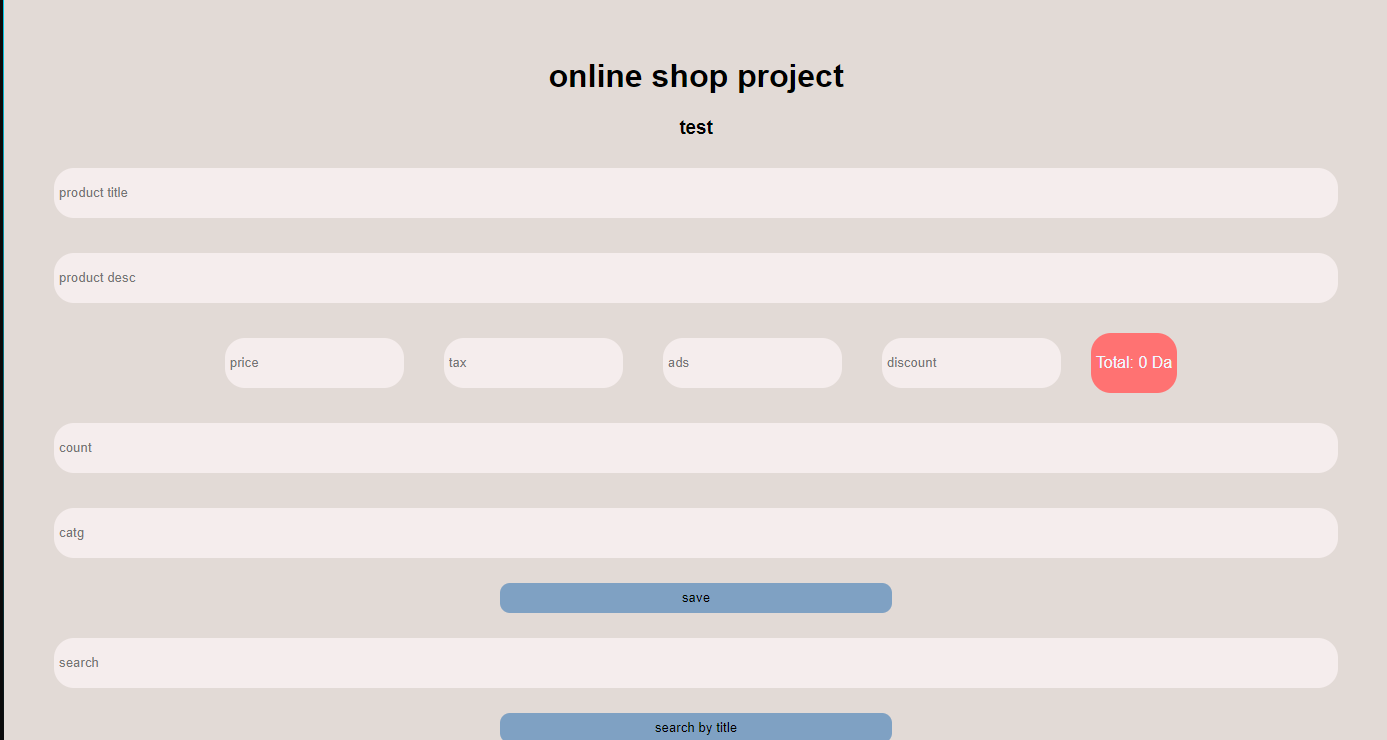 online shop project
test
product title
product desc
price tax ads discount Total: 0 Da
count
catg
save
search
search by title